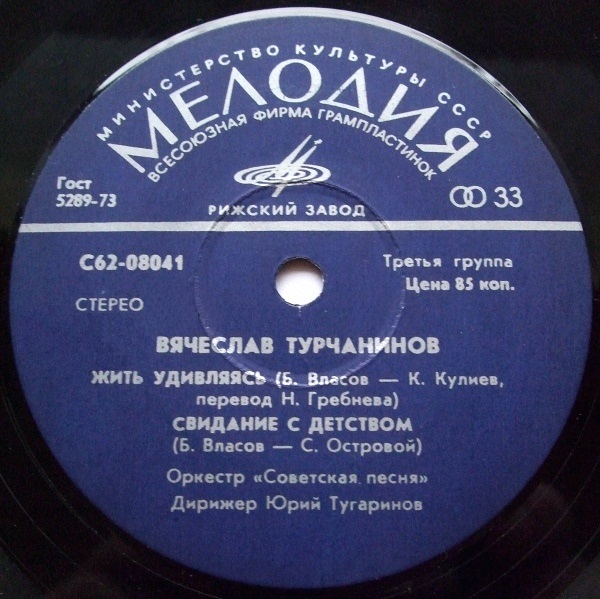 МИНИСТЕРСТВО КУЛЬТУРЫ СССР
МЕЛОДИЯ
ВСЕСОЮЗНАЯ ФИРМА ГРАМПЛАСТИНОК
Гост
5289-73
РИЖСКИЙ ЗАВОД
33
С62-08041
Третья группа
Цена 85 коп.
СТЕРЕО
ВЯЧЕСЛАВ ТУРЧАНИНОВ
ЖИТЬ УДИВЛЯЯСЬ (Б. Власов — К. Кулиев,
перевод Н. Гребнева)
СВИДАНИЕ С ДЕТСТВОМ
(Б. Власов — С. Островой)
Оркестр «Советская песня»
Дирижер Юрий Тугаринов